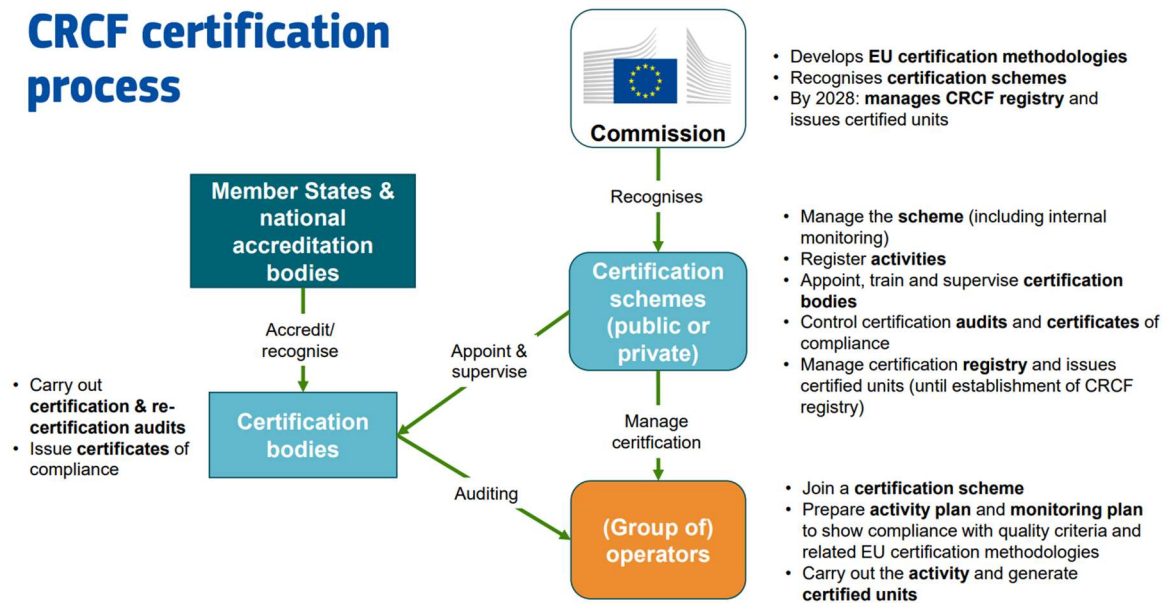 CRCF certification
process
Commission
• Develops EU certification methodologies
• Recognises certification schemes
• By 2028: manages CRCF registry and
issues certified units
Recognises
Member States &
national
accreditation
bodies
Accredit/
recognise
Certification
schemes
(public or
private)
• Manage the scheme (including internal
monitoring)
• Register activities
• Appoint, train and supervise certification
bodies
• Control certification audits and certificates of
compliance
• Manage certification registry and issues
certified units (until establishment of CRCF
registry)
Appoint &
supervise
• Carry out
certification & re-
certification audits
• Issue certificates of
compliance
Certification
bodies
Manage
ceritification
Auditing
(Group of)
operators
• Join a certification scheme
• Prepare activity plan and monitoring plan
to show compliance with quality criteria and
related EU certification methodologies
• Carry out the activity and generate
certified units